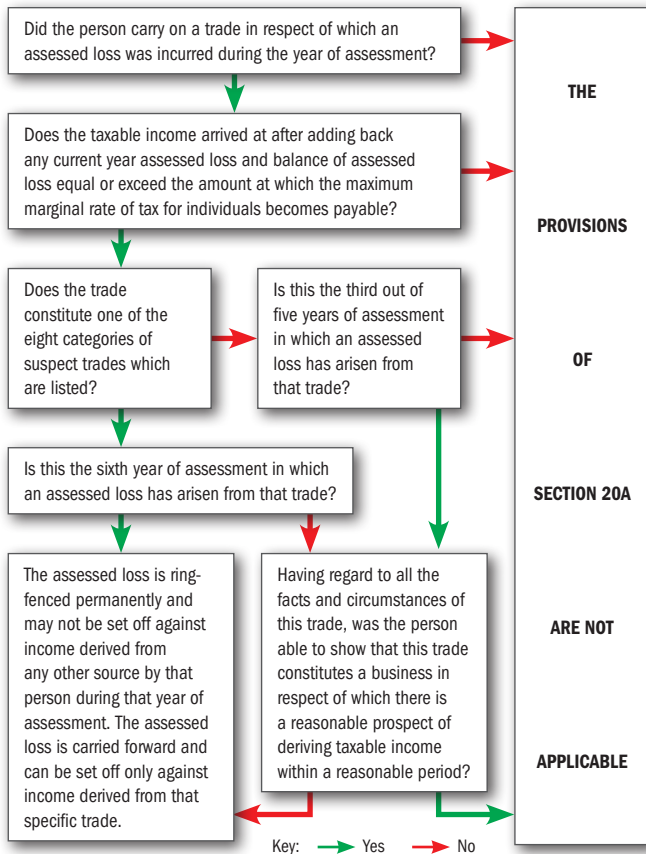 Did the person carry on a trade in respect of which an
assessed loss was incurred during the year of assessment?
Does the taxable income arrived at after adding back
any current year assessed loss and balance of assessed
loss equal or exceed the amount at which the maximum
marginal rate of tax for individuals becomes payable?
Does the trade
constitute one of the
eight categories of
suspect trades which
are listed?
Is this the third out of
five years of assessment
in which an assessed
loss has arisen from
that trade?
Is this the sixth year of assessment in which
an assessed loss has arisen from that trade?
The assessed loss is ring-
fenced permanently and
may not be set off against
income derived from
any other source by that
person during that year of
assessment. The assessed
loss is carried forward and
can be set off only against
income derived from that
specific trade.
Having regard to all the
facts and circumstances of
this trade, was the person
able to show that this trade
constitutes a business in
respect of which there is
a reasonable prospect of
deriving taxable income
within a reasonable period?
THE
PROVISIONS
OF
SECTION 20A
ARE NOT
APPLICABLE
Key: Yes No